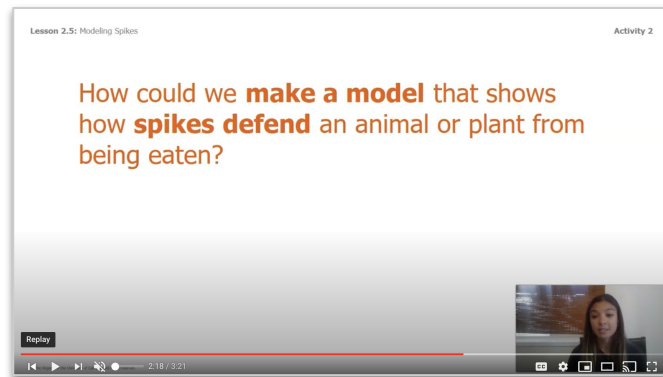 Lesson 2.5: Modeling Spikes
Activity 2
How could we make a model that shows
how spikes defend an animal or plant from
being eaten?
Replay
2:18 / 3:21
CC